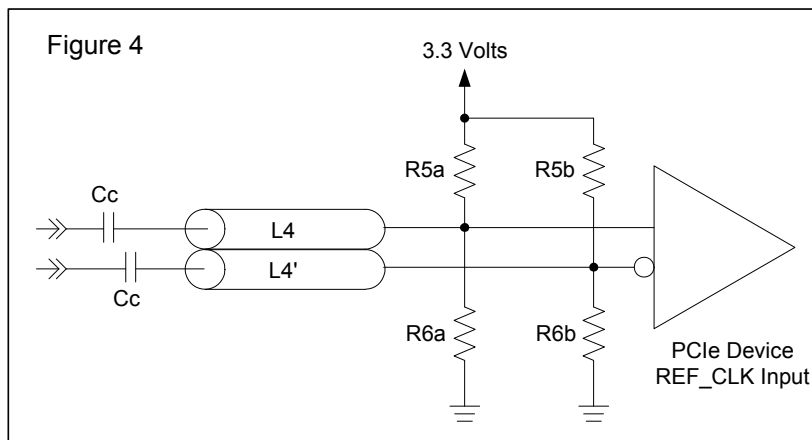 Figure 4
3.3 Volts
R5a
R5b
Cc
L4
L4'
Cc
R6a
R6b
PCIe Device
REF_CLK Input